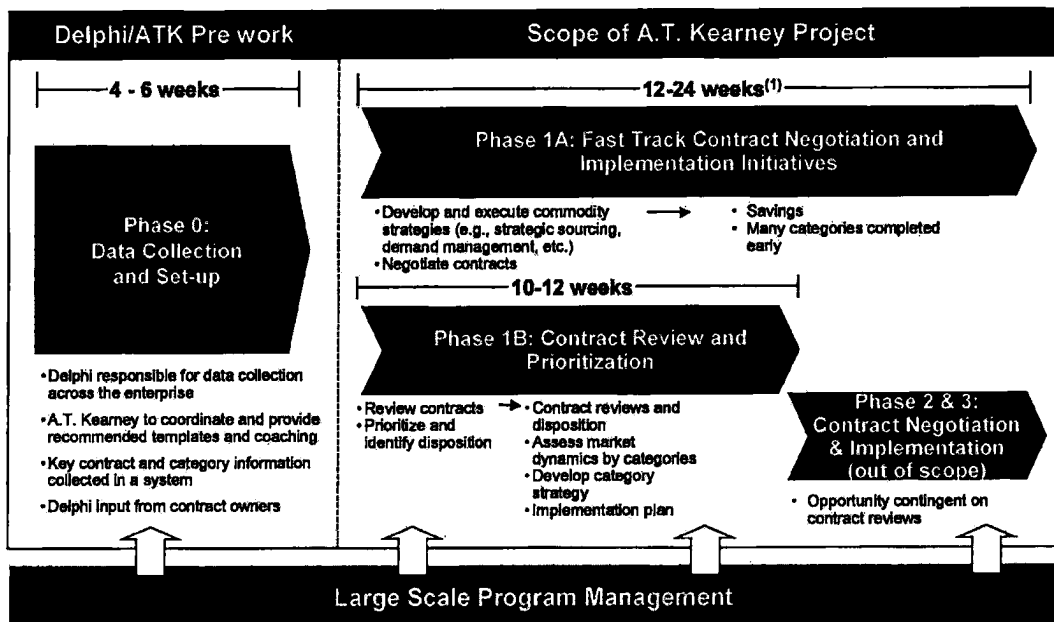 Delphi/ATK Pre work
Scope of A.T. Kearney Project
4 - 6 weeks
12-24 weeks(1)
Phase 0:
Data Collection
and Set-up
Phase 1A: Fast Track Contract Negotiation and
Implementation Initiatives
•Develop and execute commodity
strategies (e.g., strategic sourcing,
demand management, etc.)
•Negotiate contracts
• Savings
• Many categories completed
early
10-12 weeks
Phase 1B: Contract Review and
Prioritization
•Delphi responsible for data collection
across the enterprise
•A.T. Kearney to coordinate and provide
recommended templates and coaching
•Key contract and category information
collected in a system
•Delphi input from contract owners
•Review contracts
•Prioritize and
identify disposition
•Contract reviews and
disposition
•Assess market
dynamics by categories
•Develop category
strategy
•Implementation plan
Phase 2 & 3:
Contract Negotiation
& Implementation
(out of scope)
• Opportunity contingent on
contract reviews
Large Scale Program Management